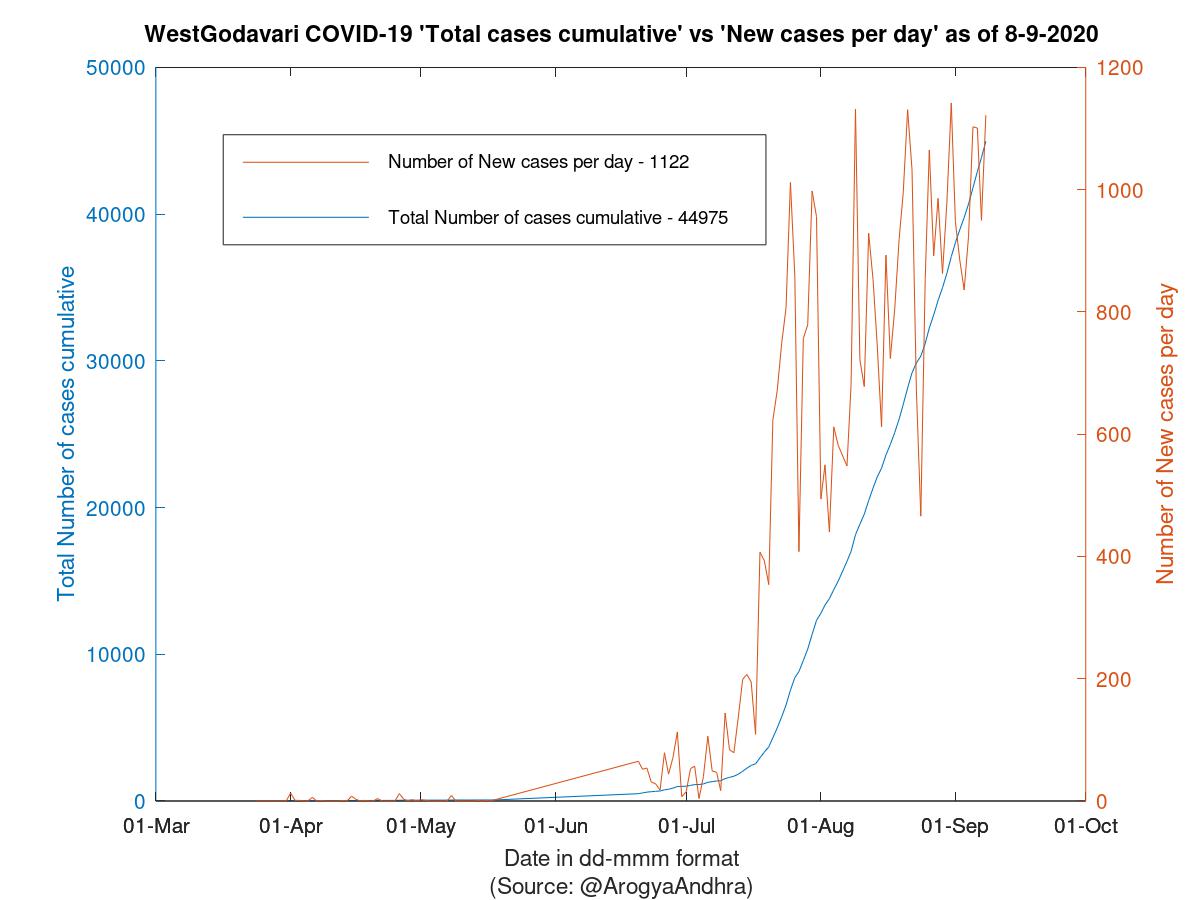 WestGodavari COVID-19 'Total cases cumulative' vs 'New cases per day' as of 8-9-2020
50000
40000
30000
20000
10000
0
Total Number of cases cumulative
Number of New cases per day - 1122
Total Number of cases cumulative - 44975
1200
1000
800
600
400
200
0
Number of New cases per day
01-Mar 01-Apr 01-May 01-Jun 01-Jul 01-Aug 01-Sep 01-Oct
Date in dd-mmm format
(Source: @ArogyaAndhra)